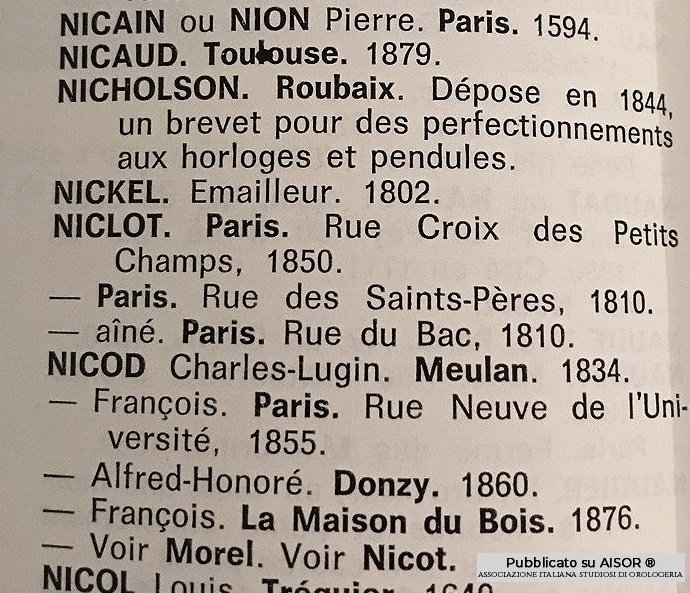 NICAIN ou NION Pierre. Paris. 1594.
NICAUD. Toulouse. 1879.
NICHOLSON. Roubaix. Dépose en 1844,
un brevet pour des perfectionnements
aux horloges et pendules.
NICKEL. Emailleur. 1802.
NICLOT. Paris. Rue Croix des Petits
Champs, 1850.
— Paris. Rue des Saints-Pères, 1810.
— aîné. Paris. Rue du Bac, 1810.
NICOD Charles-Lugin. Meulan. 1834.
— François. Paris. Rue Neuve de l'Uni-
versité, 1855.
— Alfred-Honoré. Donzy. 1860.
— François. La Maison du Bois. 1876.
— Voir Morel. Voir Nicot.
NICOL Louis. Tréguier. 1640.
Pubblicato su AISOR ®
ASSOCIAZIONE ITALIANA STUDIOSI DI OROLOGERIA